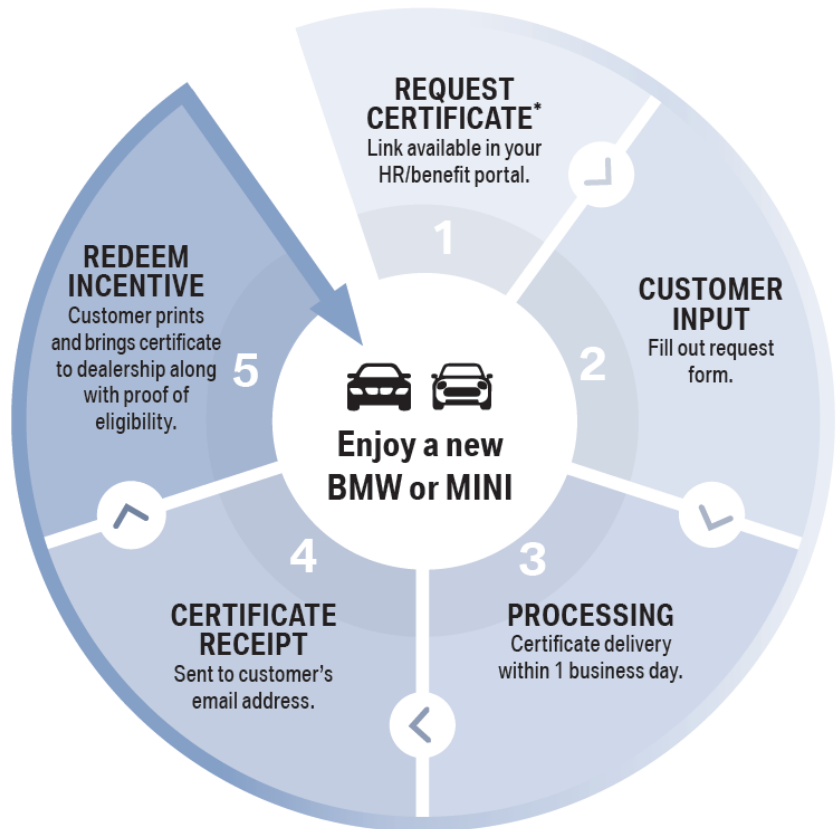 REQUEST
CERTIFICATE*
Link available in your
HR/benefit portal.
1
CUSTOMER
INPUT
Fill out request
form.
2
3
PROCESSING
Certificate delivery
within 1 business day.
4
CERTIFICATE
RECEIPT
Sent to customer’s
email address.
REDEEM
INCENTIVE
Customer prints
and brings certificate
to dealership along
with proof of
eligibility.
5
Enjoy a new
BMW or MINI